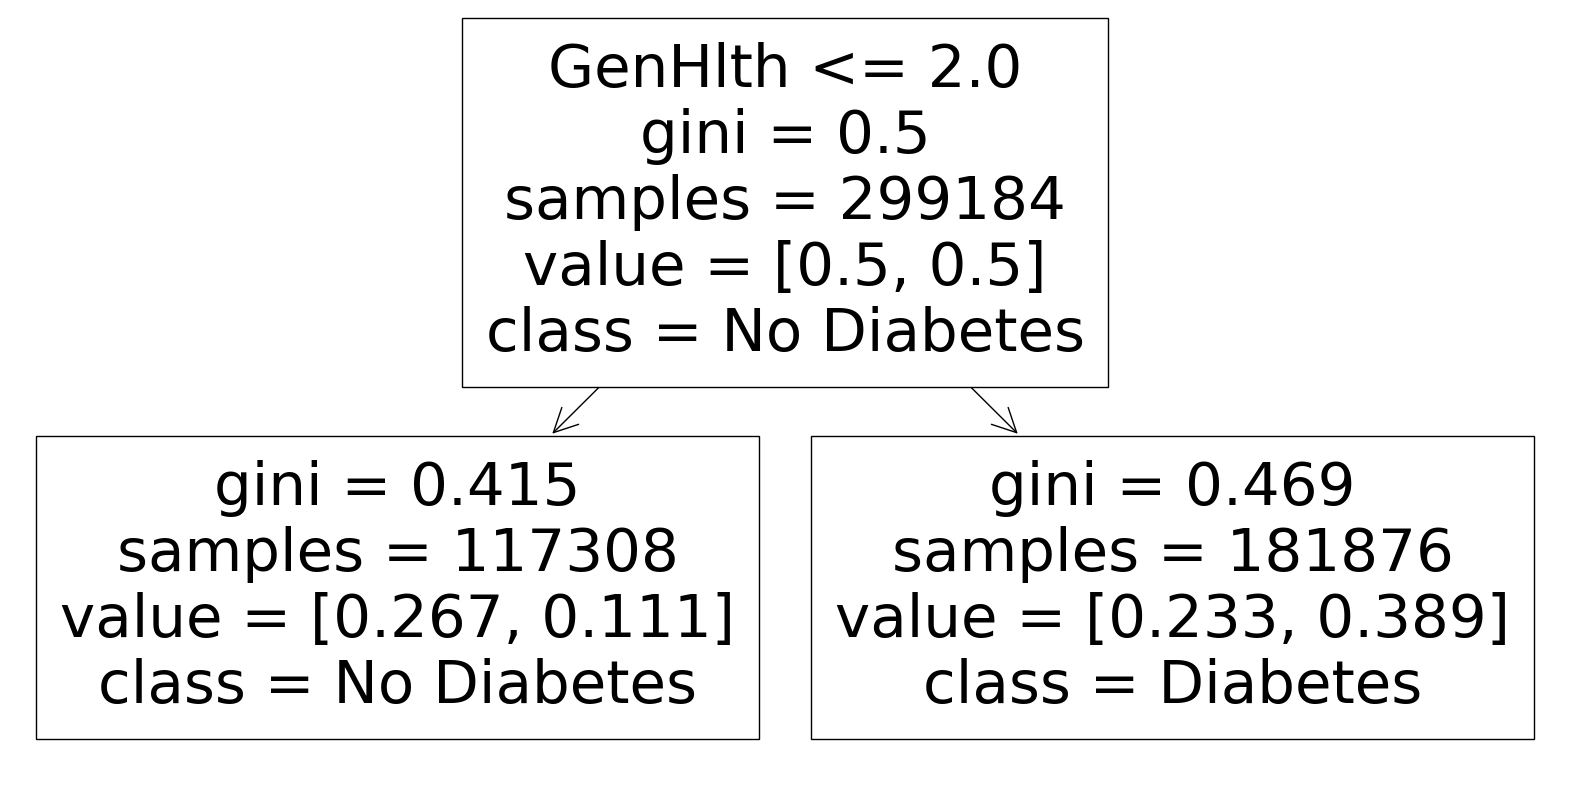 GenHlth <= 2.0
gini = 0.5
samples = 299184
value = [0.5, 0.5]
class = No Diabetes
gini = 0.415
samples = 117308
value = [0.267, 0.111]
class = No Diabetes
gini = 0.469
samples = 181876
value = [0.233, 0.389]
class = Diabetes